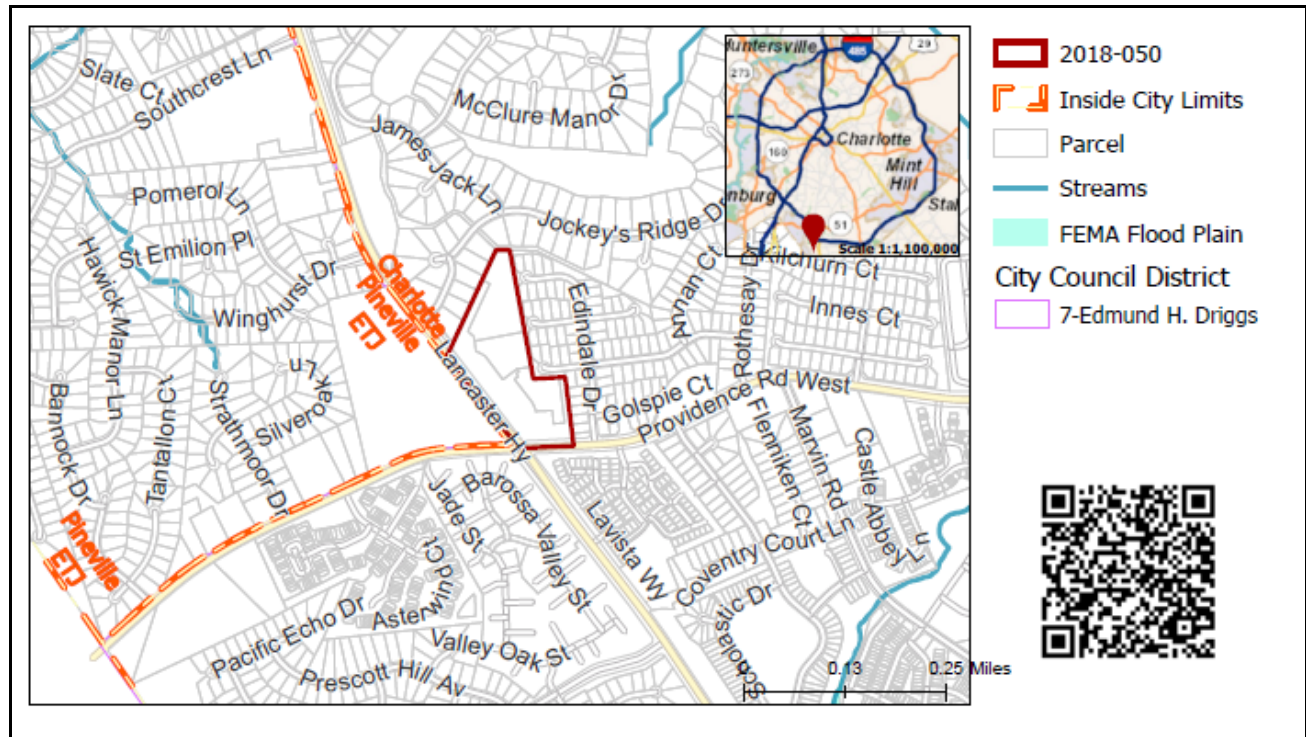 Slate Ct
Southcrest Ln
McClure Manor Dr
James Jack Ln
Pomerol Ln
Jockey's Ridge Dr
St Emilion Pl
Hawick Manor Ln
Winghurst Dr
Charlotte
Pineville
ETJ
Edindale Dr
Annan Ct
Rothesay Dr
Kilchurn Ct
Innes Ct
Lancaster Hy
Bannock Dr
Tantallon Ct
Strathmoor Dr
Silveroak Ln
Golspie Ct
Providence Rd West
Flenniken Ct
Marvin Rd
Castle Abbey Ln
Pineville
ETJ
Jade St
Barossa Valley St
Lavista Wy
Coventry Court Ln
Asterwind Ct
Pacific Echo Dr
Valley Oak St
Prescott Hill Av
Scholastic Dr
0
0.13
0.25 Miles
Huntersville
485
29
273
Charlotte
160
Mint
Hill
nburg
51
Stal
Scale 1:1,100,000
2018-050
Inside City Limits
Parcel
Streams
FEMA Flood Plain
City Council District
7-Edmund H. Driggs